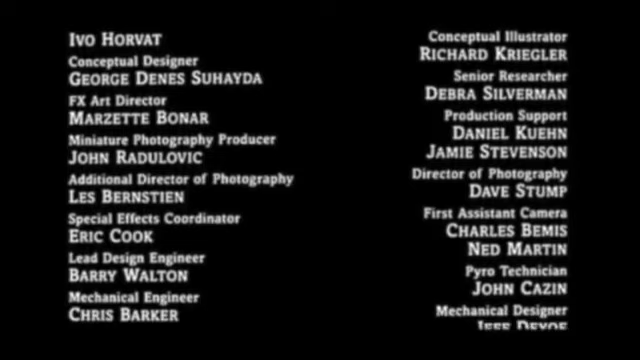 IVO HORVAT
Conceptual Designer
GEORGE DENES SUHAYDA
FX Art Director
MARZETTE BONAR
Miniature Photography Producer
JOHN RADULOVIC
Additional Director of Photography
LES BERNSTIEN
Special Effects Coordinator
ERIC COOK
Lead Design Engineer
BARRY WALTON
Mechanical Engineer
CHRIS BARKER
Conceptual Illustrator
RICHARD KRIEGLER
Senior Researcher
DEBRA SILVERMAN
Production Support
DANIEL KUEHN
JAMIE STEVENSON
Director of Photography
DAVE STUMP
First Assistant Camera
CHARLES BEMIS
NED MARTIN
Pyro Technician
JOHN CAZIN
Mechanical Designer
JEFF